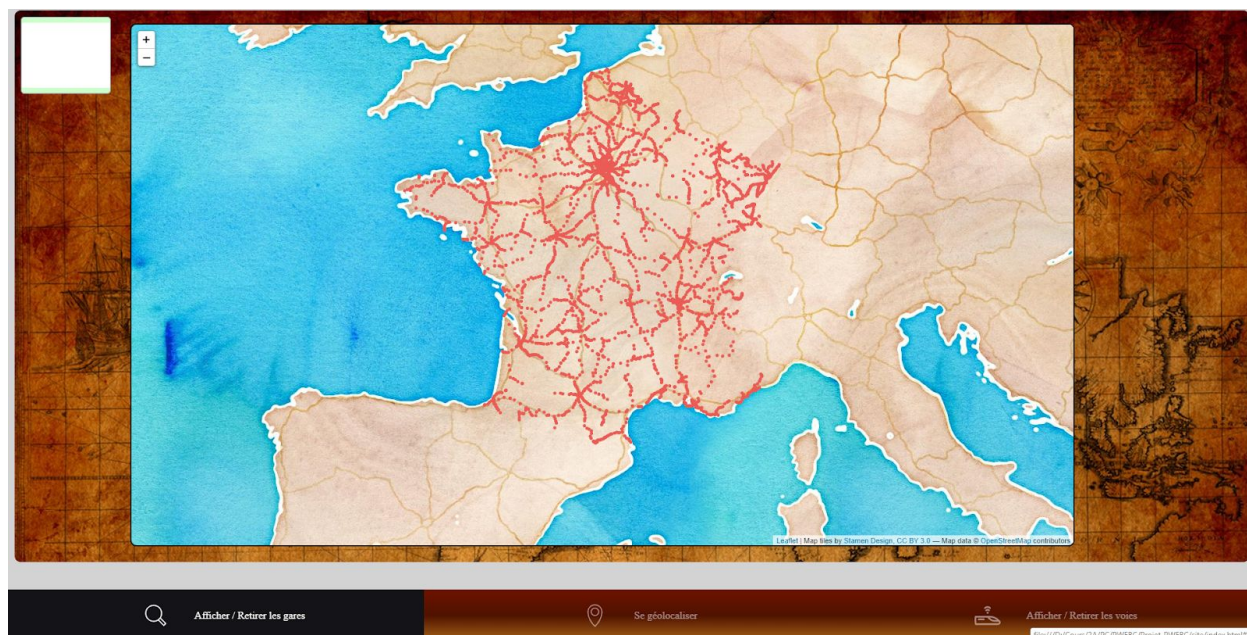 +
−
Leaflet | Map tiles by Stamen Design, CC BY 3.0 — Map data © OpenStreetMap contributors
Afficher / Retirer les gares
Se géolocaliser
Afficher / Retirer les voies